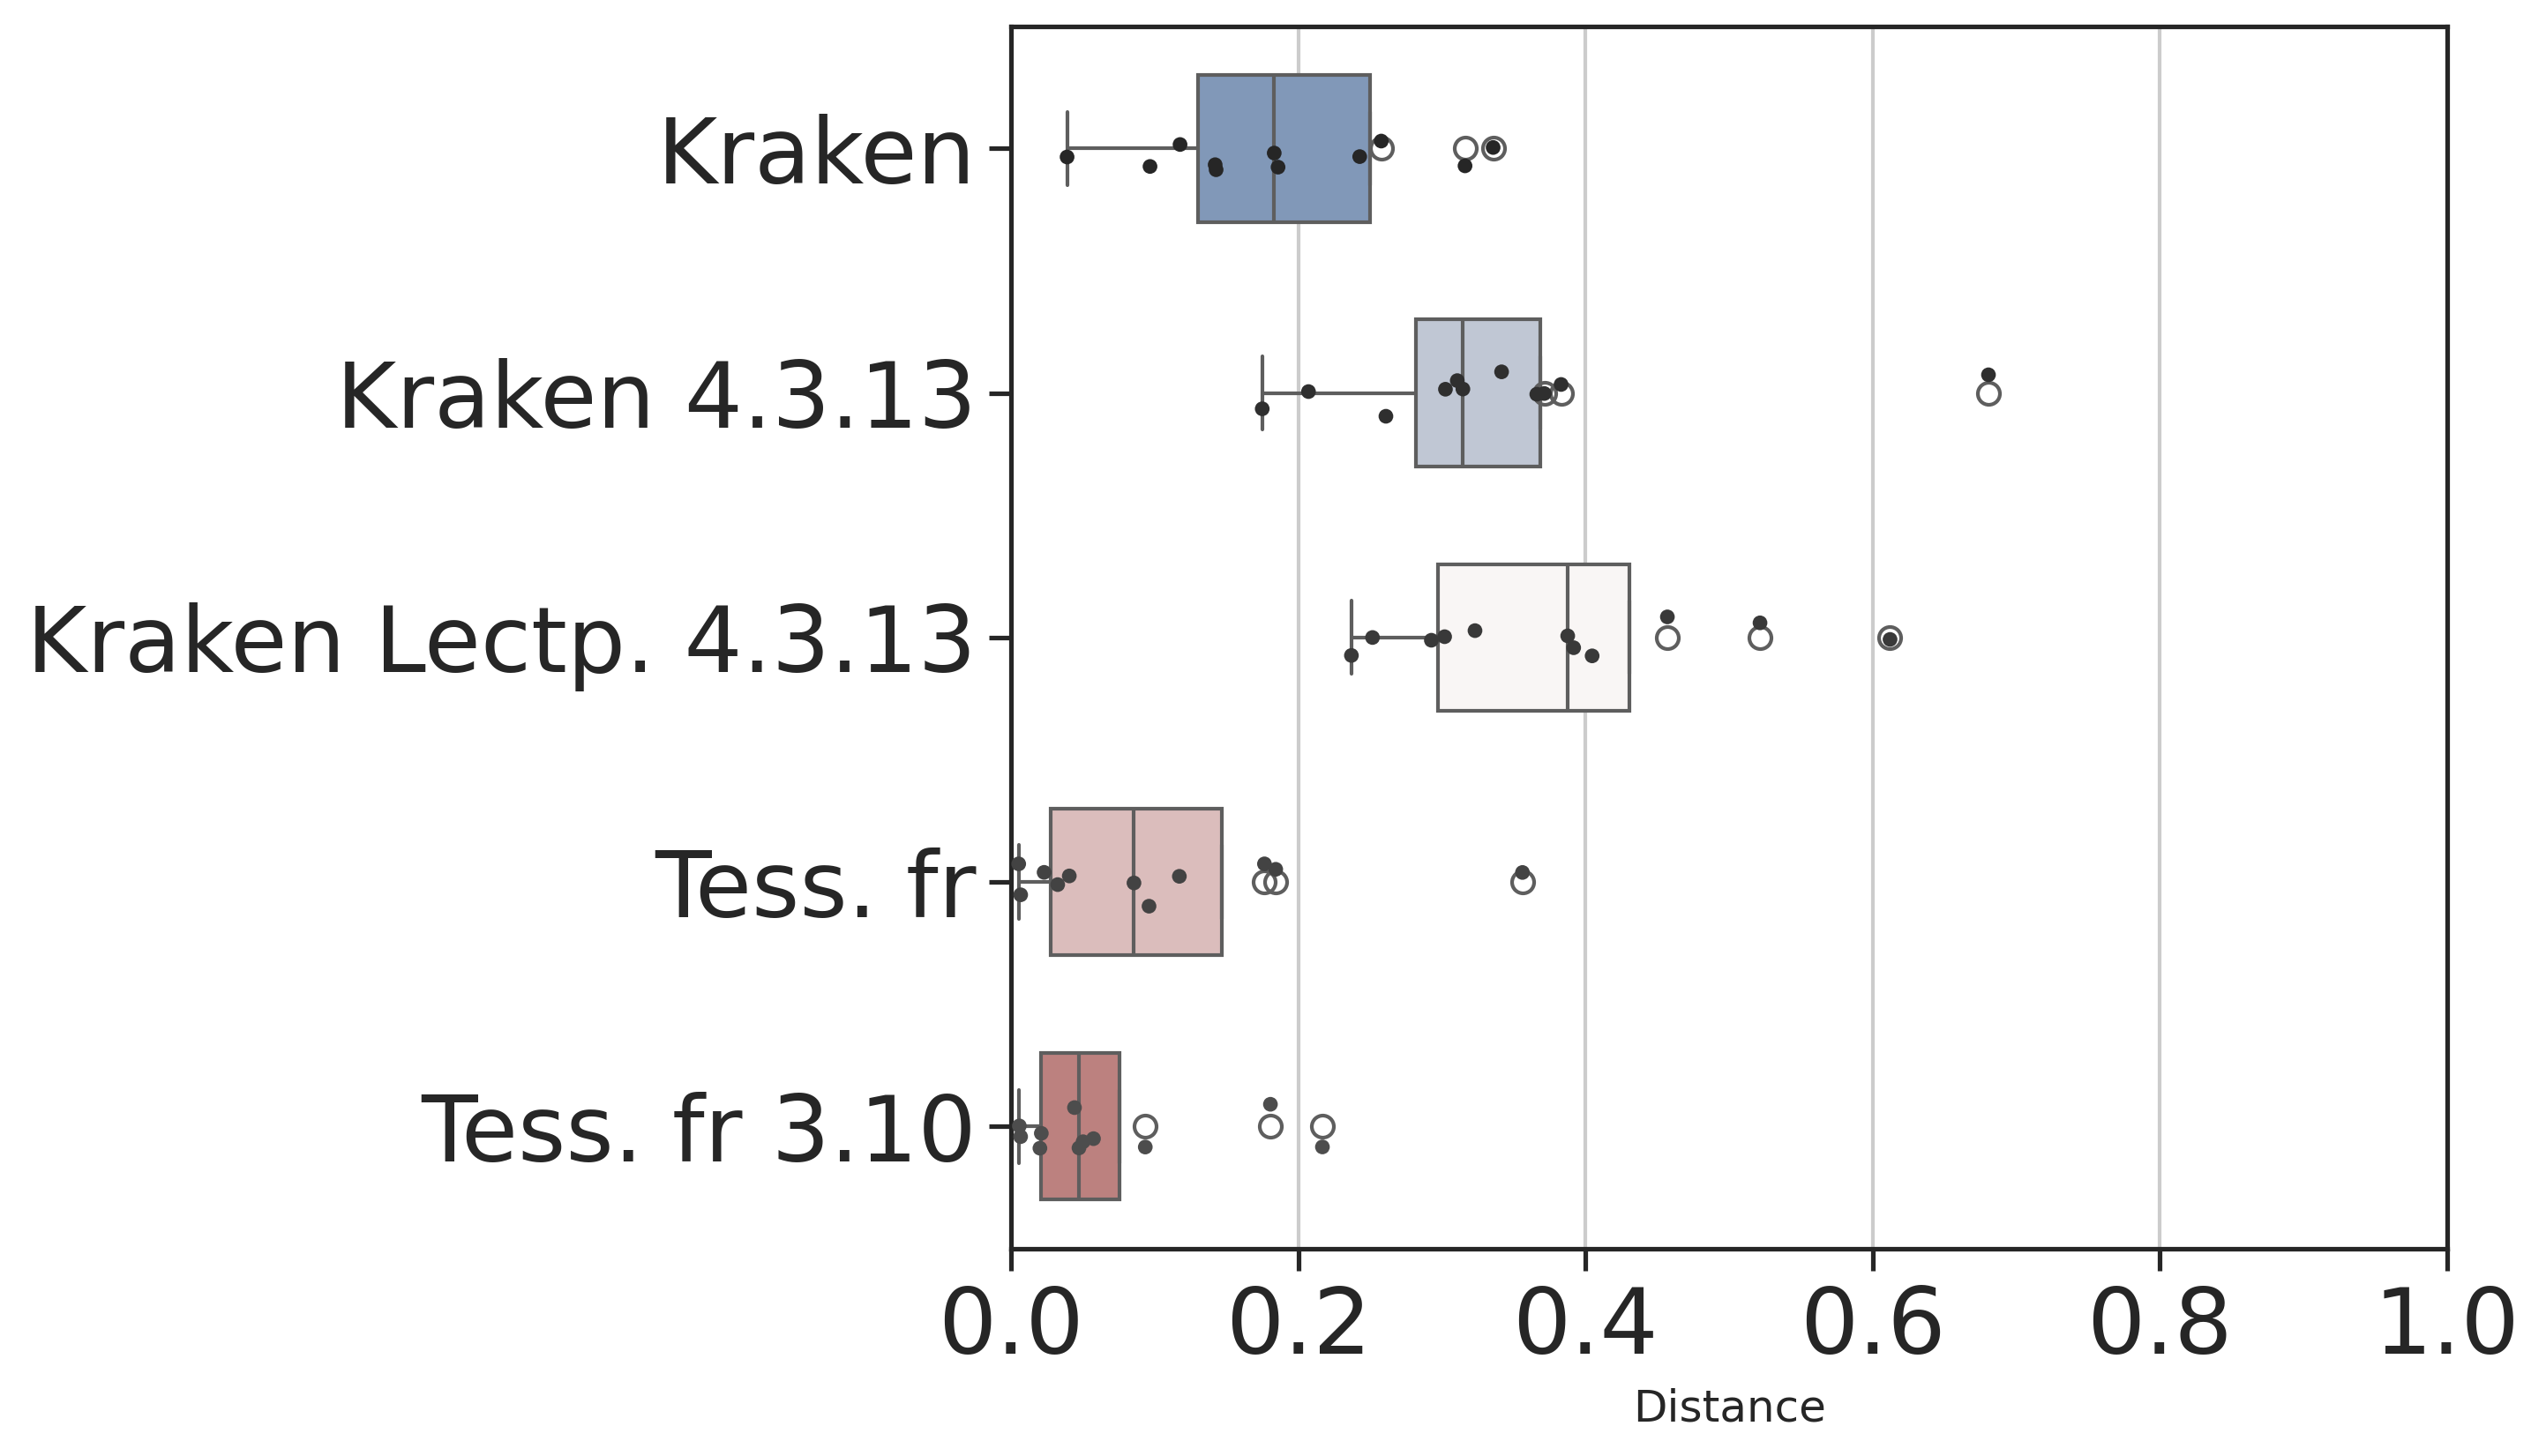 Kraken
Kraken 4.3.13
Kraken Lectp. 4.3.13
Tess. fr
Tess. fr 3.10
0.0 0.2 0.4 0.6 0.8 1.0
Distance